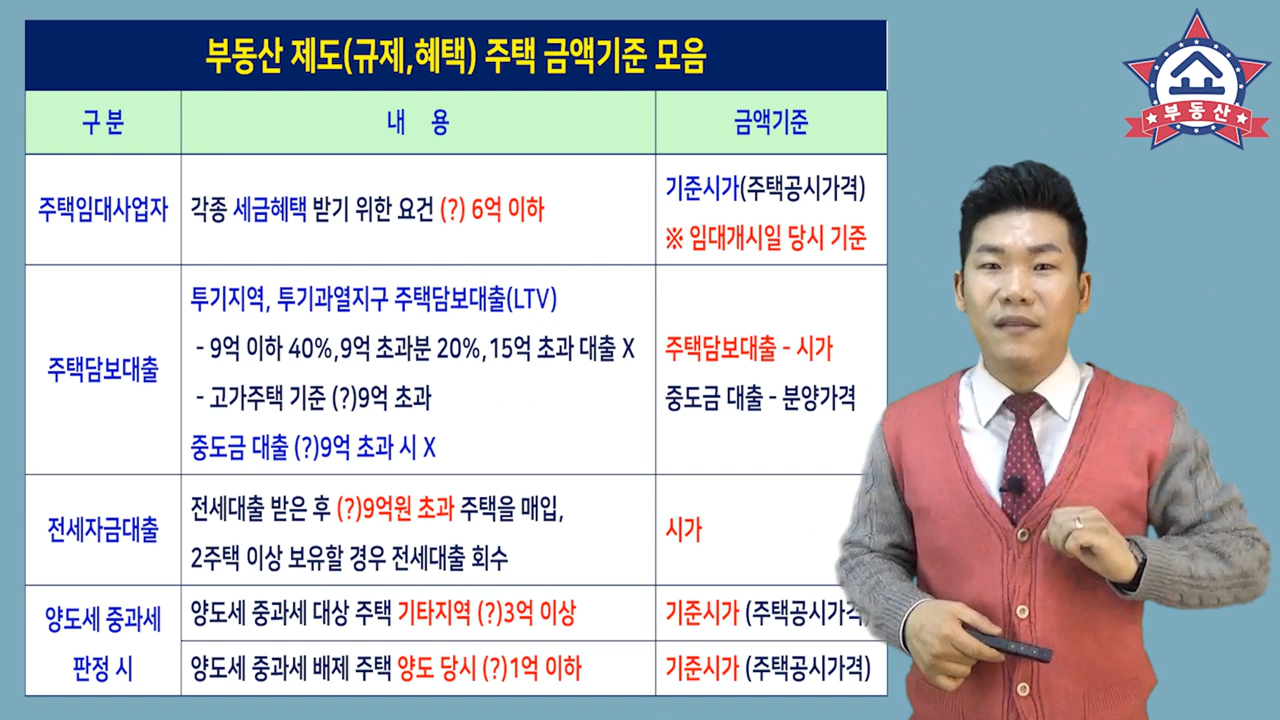 부동산 제도(규제,혜택) 주택 금액기준 모음
구 분
내 용
금액기준
주택임대사업자
각종 세금혜택 받기 위한 요건 (?) 6억 이하
기준시가(주택공시가격)
※ 임대개시일 당시 기준
주택담보대출
투기지역, 투기과열지구 주택담보대출(LTV)
- 9억 이하 40%,9억 초과분 20%,15억 초과 대출 X
- 고가주택 기준 (?)9억 초과
중도금 대출 (?)9억 초과 시 X
주택담보대출 - 시가
중도금 대출 - 분양가격
전세자금대출
전세대출 받은 후 (?)9억원 초과 주택을 매입,
2주택 이상 보유할 경우 전세대출 회수
시가
양도세 중과세
판정 시
양도세 중과세 대상 주택 기타지역 (?)3억 이상
기준시가 (주택공시가격)
양도세 중과세 배제 주택 양도 당시 (?)1억 이하
기준시가 (주택공시가격)
부동산